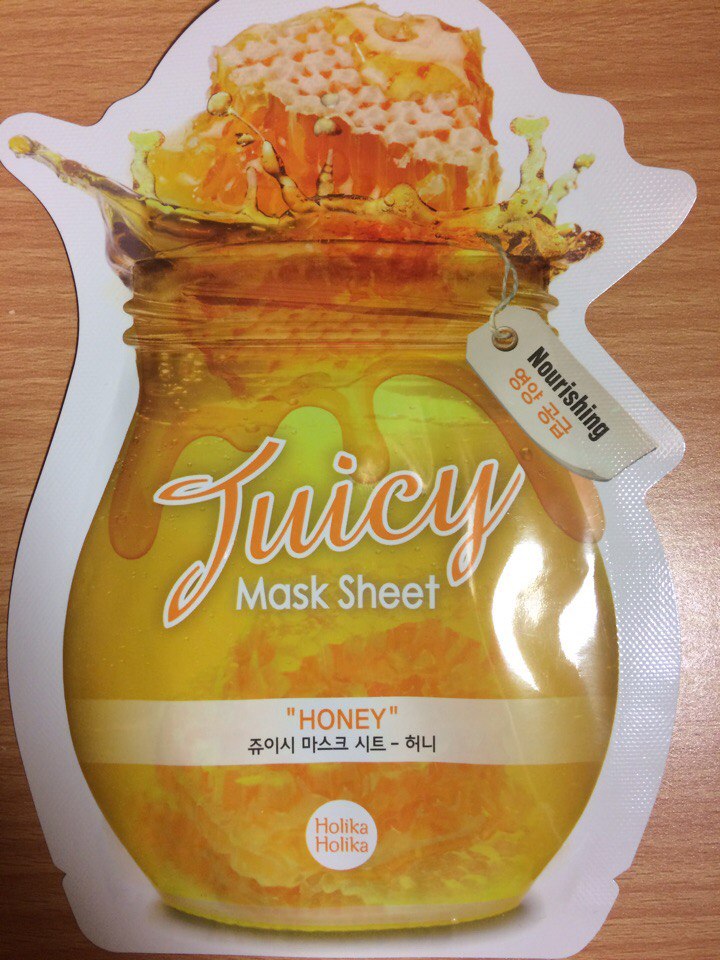 Nourishing
영양 공급
Juicy
Mask Sheet
"HONEY"
쥬이시 마스크 시트 - 허니
Holika
Holika